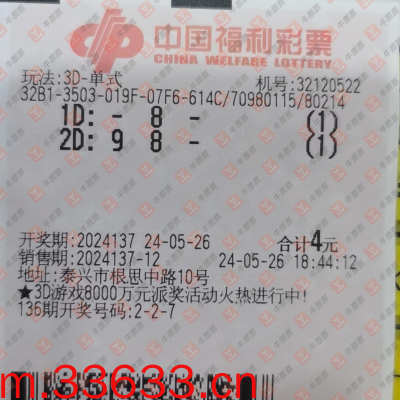 中国福利彩票
CHINA WELFARE LOTTERY
玩法:3D-单式 机号:32120522
32B1-3503-019F-07F6-614C/70980115/80214
1D: - 8 - (1)
2D: 9 8 - (1)
开奖期:2024137 24-05-26 合计4元
销售期:2024137-12 24-05-26 18:44:12
地址:泰兴市根思中路10号
★3D游戏8000万元派奖活动火热进行中!
136期开奖号码:2-2-7
m.33633.cn